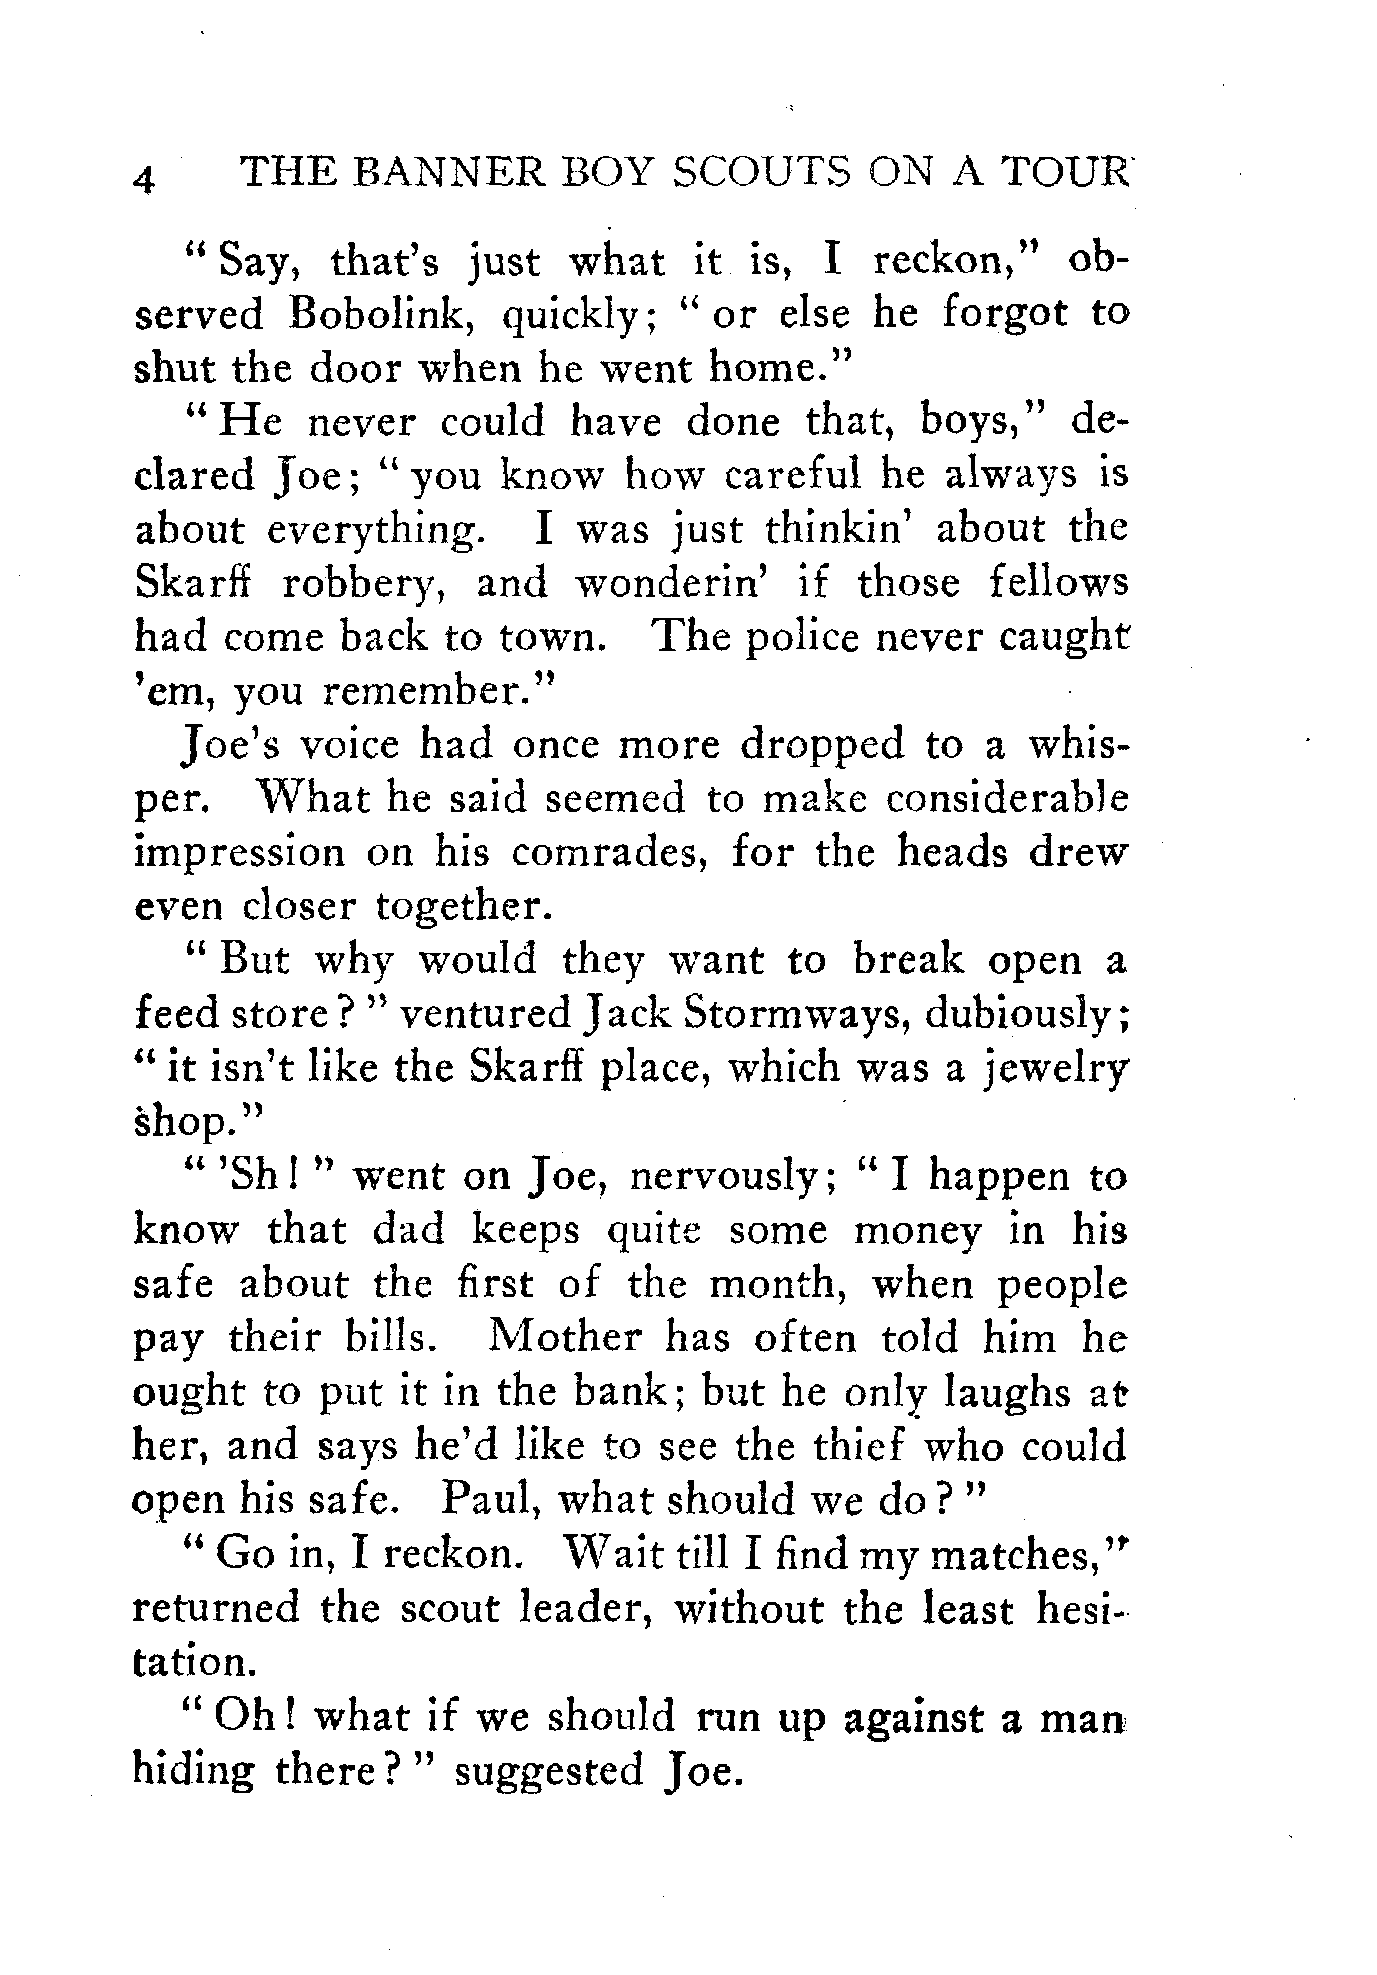 4 THE BANNER BOY SCOUTS ON A TOUR
" Say, that's just what it is, I reckon," ob-
served Bobolink, quickly; " or else he forgot to
shut the door when he went home."
" He never could have done that, boys," de-
clared Joe; " you know how careful he always is
about everything. I was just thinkin' about the
Skarff robbery, and wonderin' if those fellows
had come back to town. The police never caught
'em, you remember."
Joe's voice had once more dropped to a whis-
per. What he said seemed to make considerable
impression on his comrades, for the heads drew
even closer together.
" But why would they want to break open a
feed store? " ventured Jack Stormways, dubiously;
" it isn't like the Skarff place, which was a jewelry
shop."
" 'Sh! " went on Joe, nervously; " I happen to
know that dad keeps quite some money in his
safe about the first of the month, when people
pay their bills. Mother has often told him he
ought to put it in the bank; but he only laughs at
her, and says he'd like to see the thief who could
open his safe. Paul, what should we do? "
" Go in, I reckon. Wait till I find my matches,"
returned the scout leader, without the least hesi-
tation.
" Oh! what if we should run up against a man
hiding there? " suggested Joe.